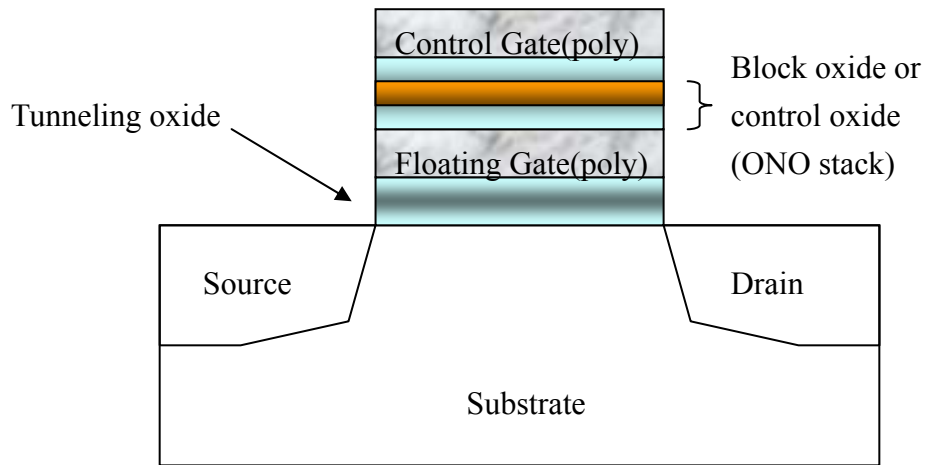 Control Gate(poly)
Block oxide or
control oxide
(ONO stack)
Tunneling oxide
Floating Gate(poly)
Source
Drain
Substrate